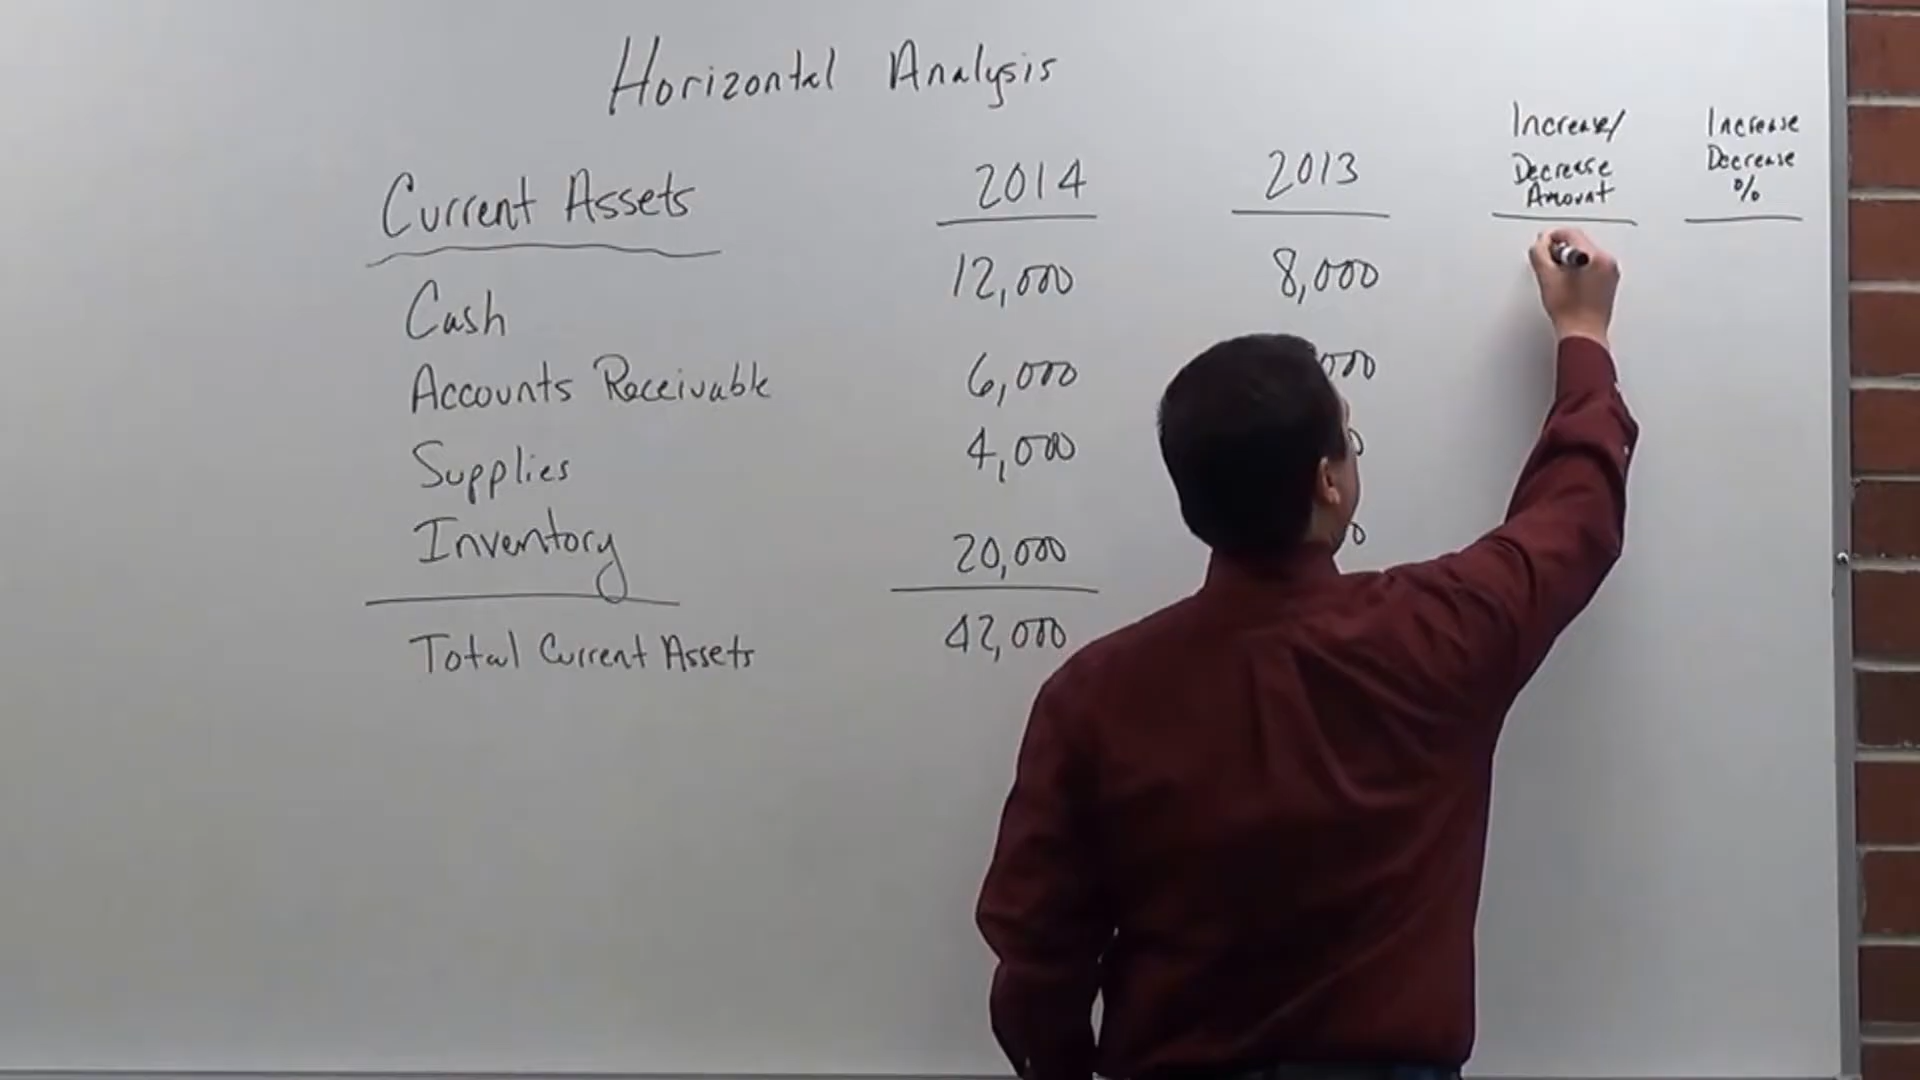 Horizontal Analysis
Current Assets 2014 2013 Increase/ Decrease Amount Increase Decrease %
Cash 12,000 8,000
Accounts Receivable 6,000
Supplies 4,000
Inventory 20,000
Total Current Assets 42,000